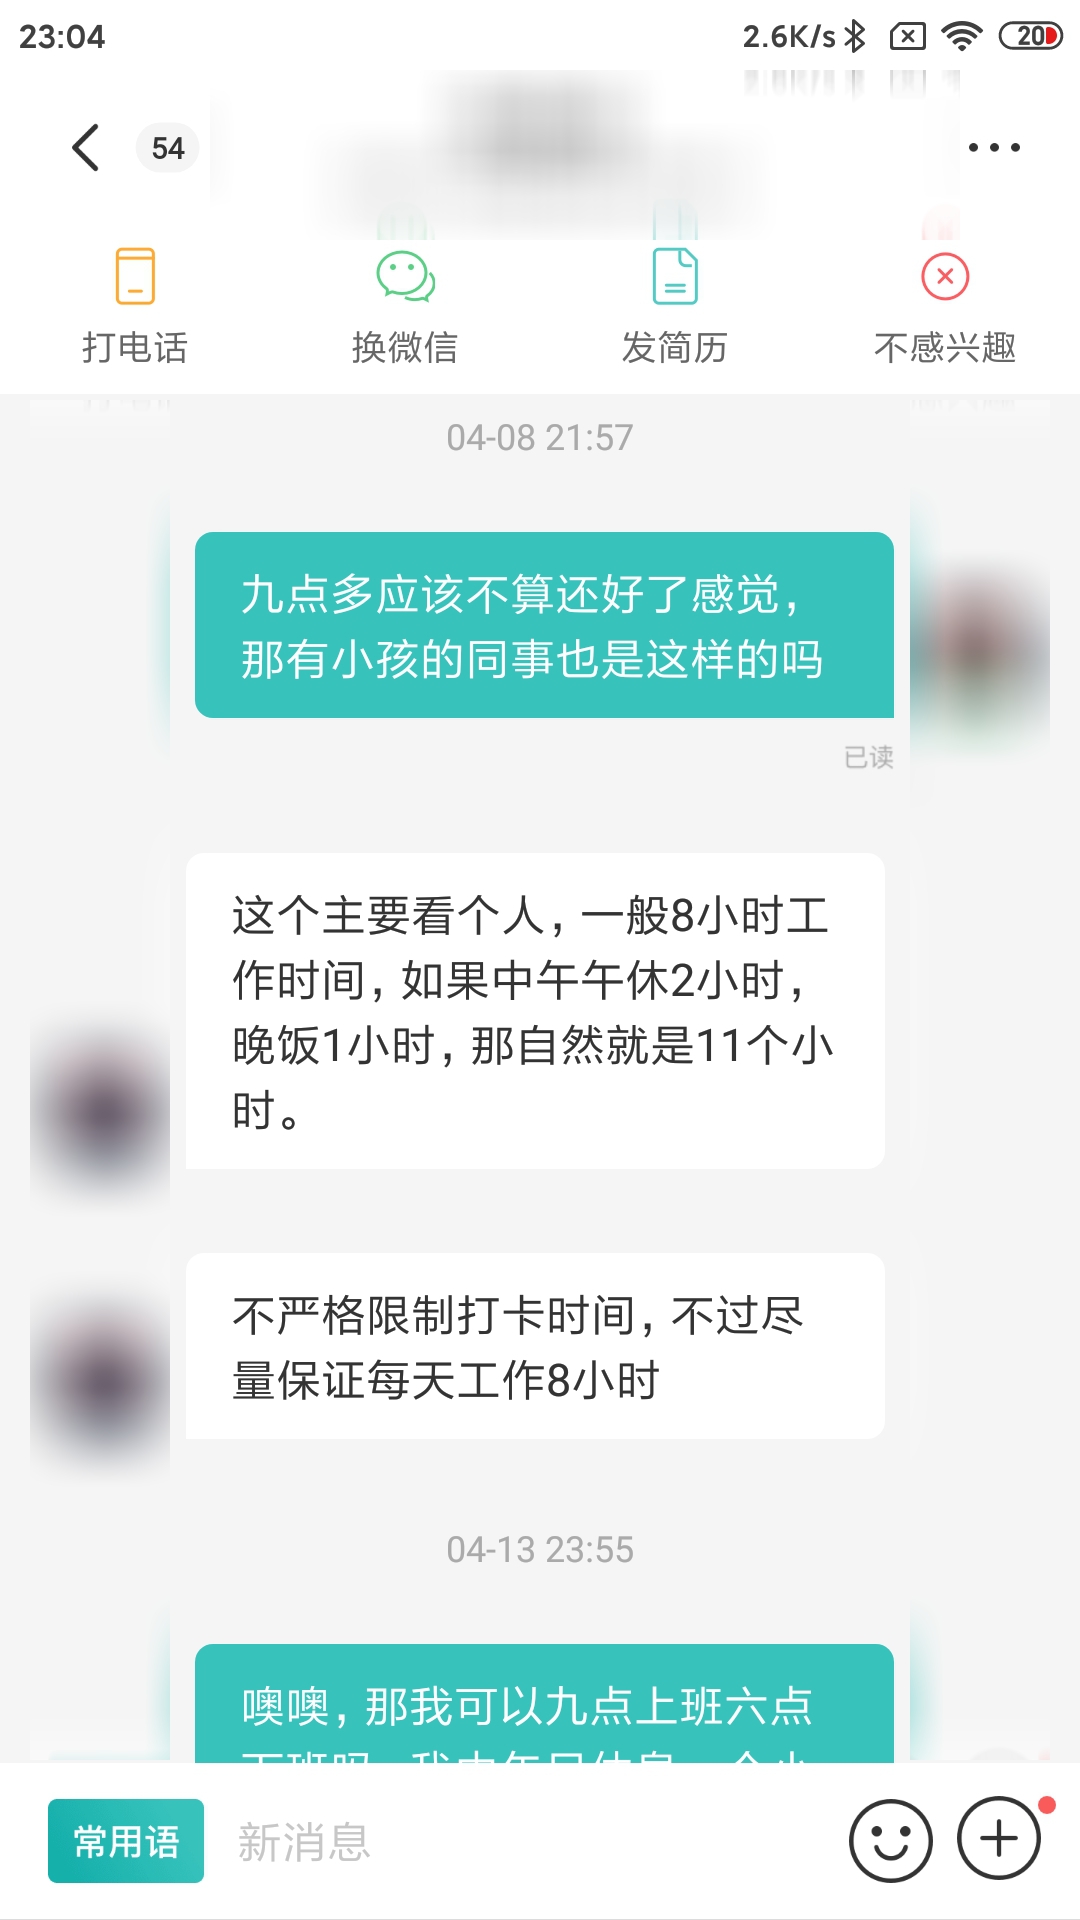 23:04
2.6K/s
20
54
打电话
换微信
发简历
不感兴趣
04-08 21:57
九点多应该不算还好了感觉，
那有小孩的同事也是这样的吗
已读
这个主要看个人，一般8小时工
作时间，如果中午午休2小时，
晚饭1小时，那自然就是11个小
时。
不严格限制打卡时间，不过尽
量保证每天工作8小时
04-13 23:55
噢噢，那我可以九点上班六点
常用语
新消息